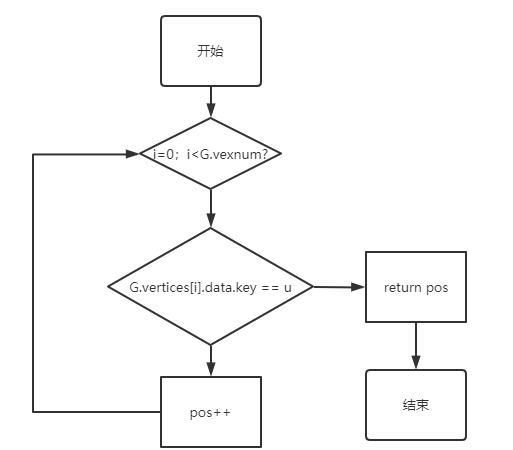 开始
i=0；i<G.vexnum?
G.vertices[i].data.key == u
return pos
pos++
结束